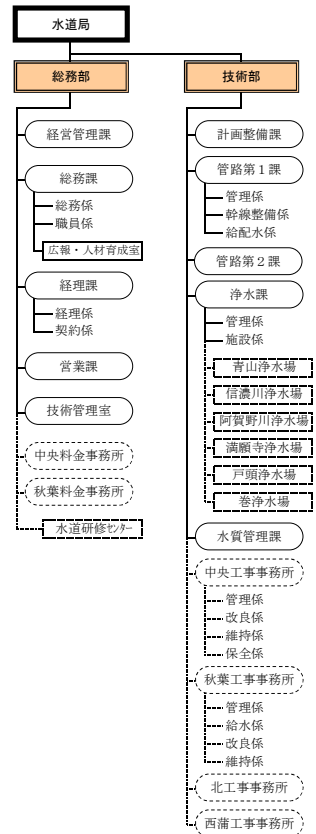 水道局
総務部
経営管理課
総務課
総務係
職員係
広報・人材育成室
経理課
経理係
契約係
営業課
技術管理室
中央料金事務所
秋葉料金事務所
水道研修ｾﾝﾀｰ
技術部
計画整備課
管路第１課
管理係
幹線整備係
給配水係
管路第２課
浄水課
管理係
施設係
青山浄水場
信濃川浄水場
阿賀野川浄水場
満願寺浄水場
戸頭浄水場
巻浄水場
水質管理課
中央工事事務所
管理係
改良係
維持係
保全係
秋葉工事事務所
管理係
給水係
改良係
維持係
北工事事務所
西蒲工事事務所